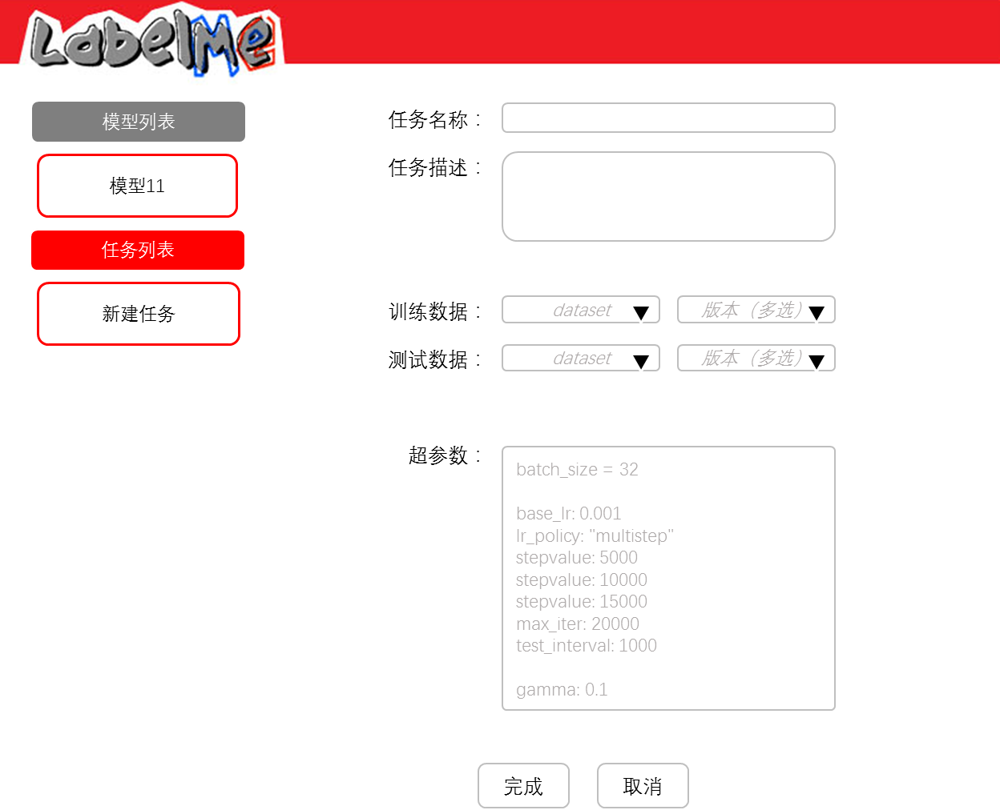 LabelMe
模型列表
模型11
任务列表
新建任务
任务名称：
任务描述：
训练数据： dataset 版本（多选）
测试数据： dataset 版本（多选）
超参数：
batch_size = 32
base_lr: 0.001
lr_policy: "multistep"
stepvalue: 5000
stepvalue: 10000
stepvalue: 15000
max_iter: 20000
test_interval: 1000
gamma: 0.1
完成 取消